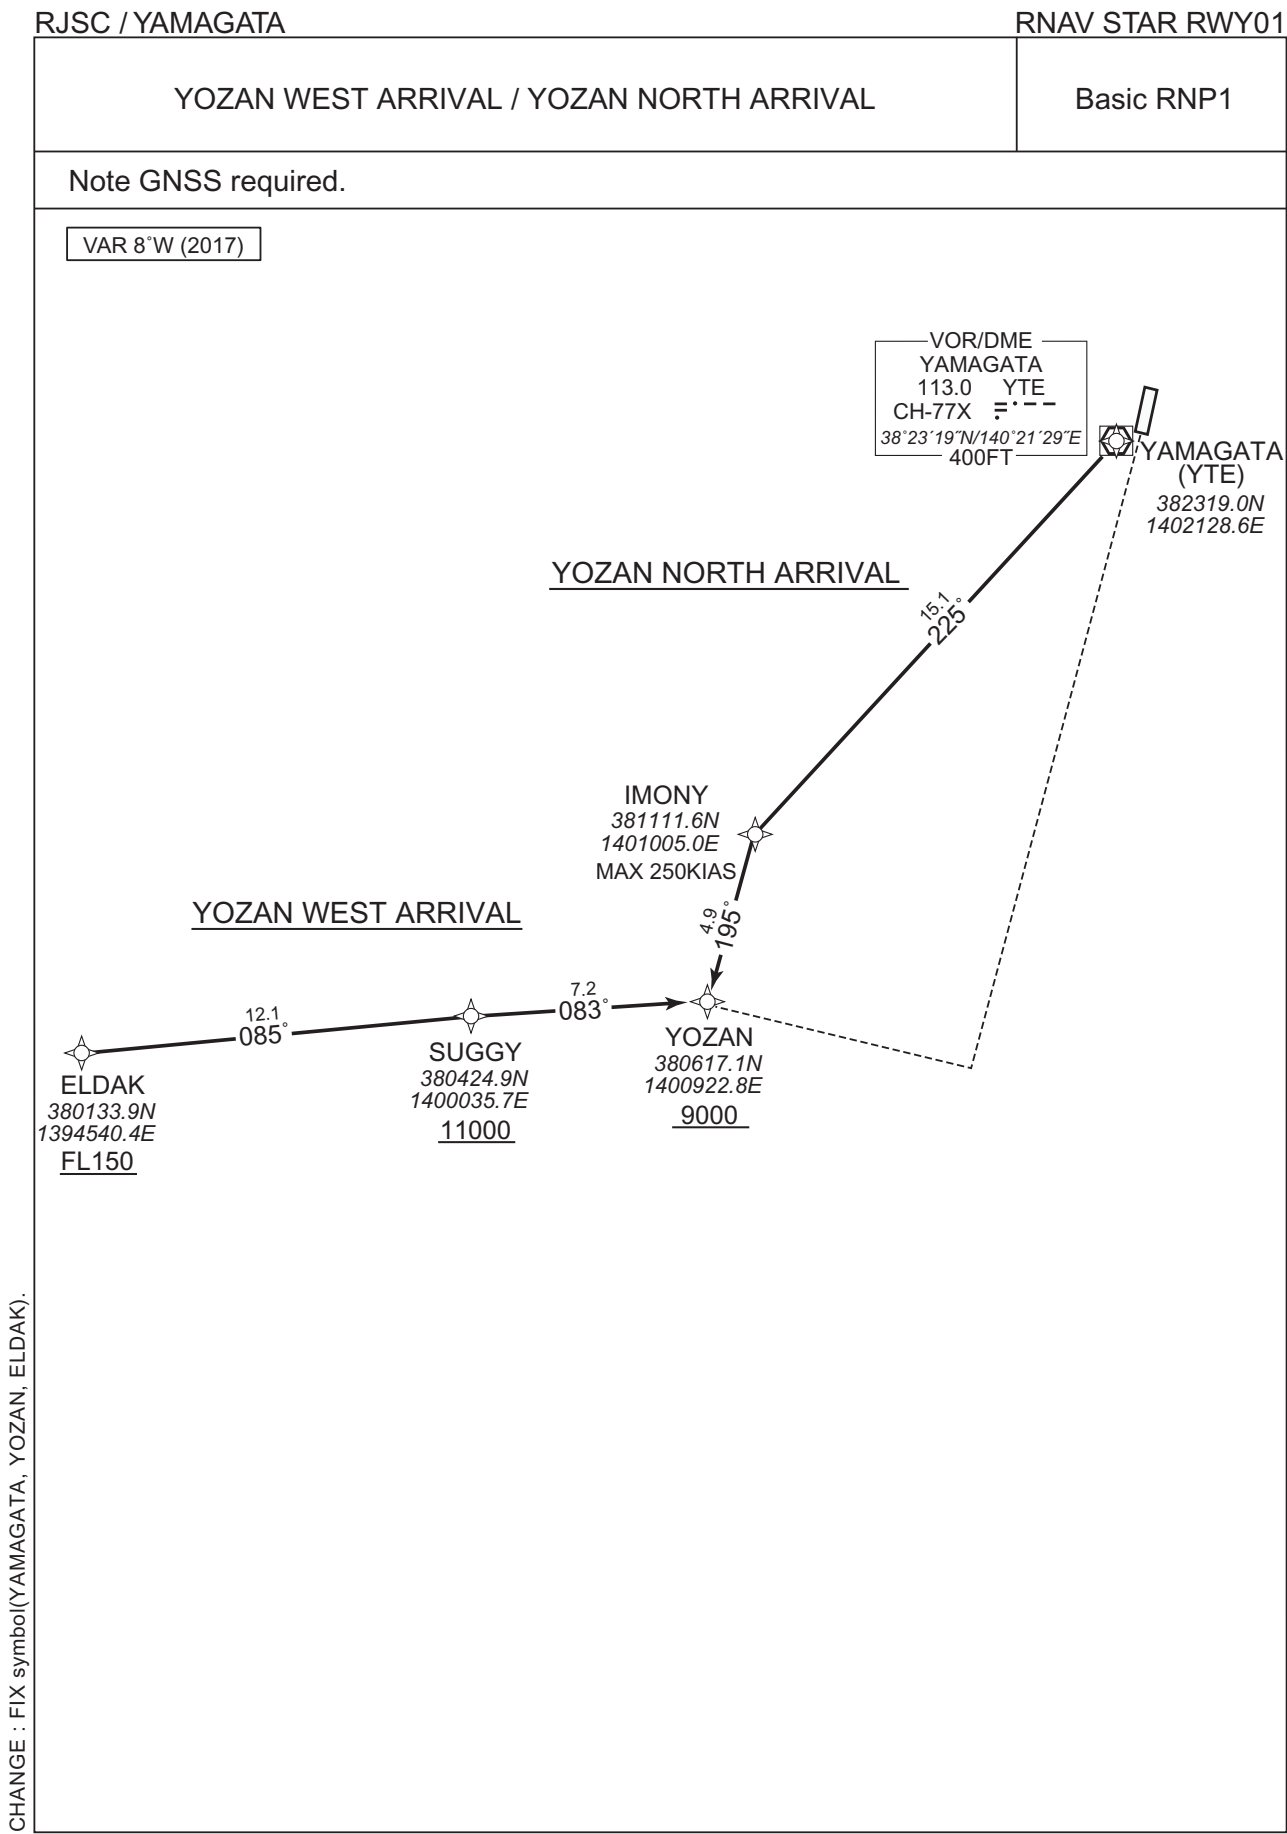 RJSC / YAMAGATA
RNAV STAR RWY01
YOZAN WEST ARRIVAL / YOZAN NORTH ARRIVAL
Basic RNP1
Note GNSS required.
VAR 8°W (2017)
VOR/DME
YAMAGATA
113.0 YTE
CH-77X
38°23´19˝N/140°21´29˝E
400FT
YAMAGATA
(YTE)
382319.0N
1402128.6E
YOZAN NORTH ARRIVAL
15.1
225°
IMONY
381111.6N
1401005.0E
MAX 250KIAS
4.9
195°
YOZAN WEST ARRIVAL
12.1
085°
7.2
083°
ELDAK
380133.9N
1394540.4E
FL150
SUGGY
380424.9N
1400035.7E
11000
YOZAN
380617.1N
1400922.8E
9000
CHANGE : FIX symbol(YAMAGATA, YOZAN, ELDAK).